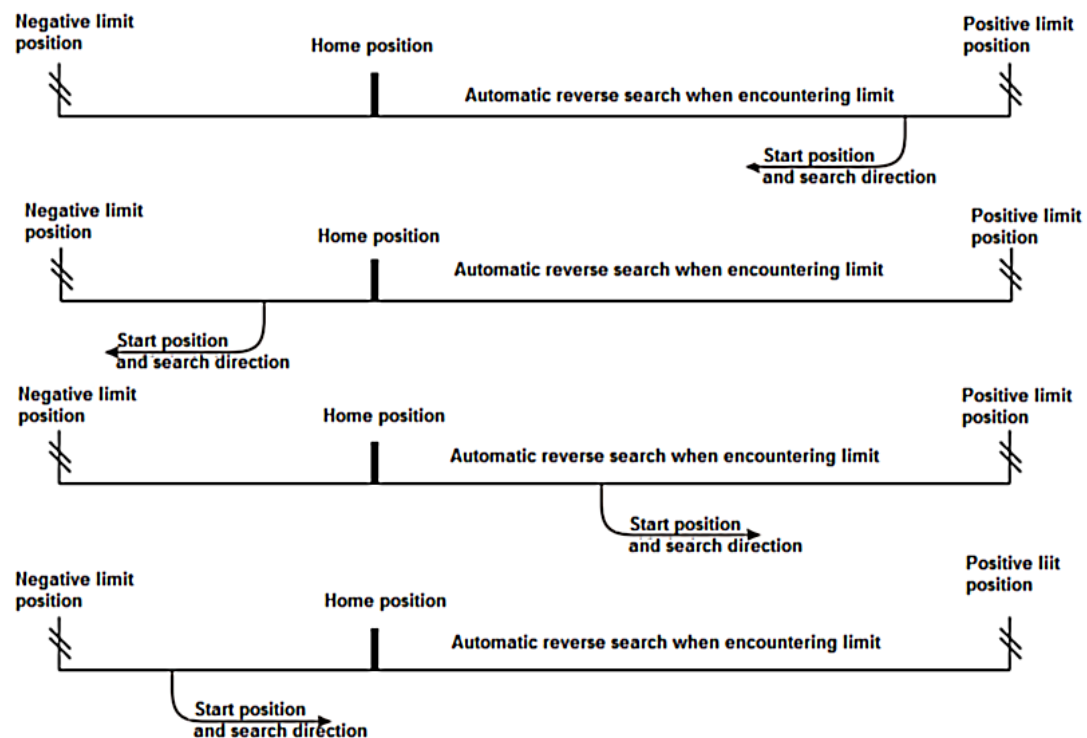 Negative limit
position
Home position
Positive limit
position
Automatic reverse search when encountering limit
Start position
and search direction
Negative limit
position
Home position
Positive limit
position
Automatic reverse search when encountering limit
Start position
and search direction
Negative limit
position
Home position
Positive limit
position
Automatic reverse search when encountering limit
Start position
and search direction
Negative limit
position
Home position
Positive liit
position
Automatic reverse search when encountering limit
Start position
and search direction